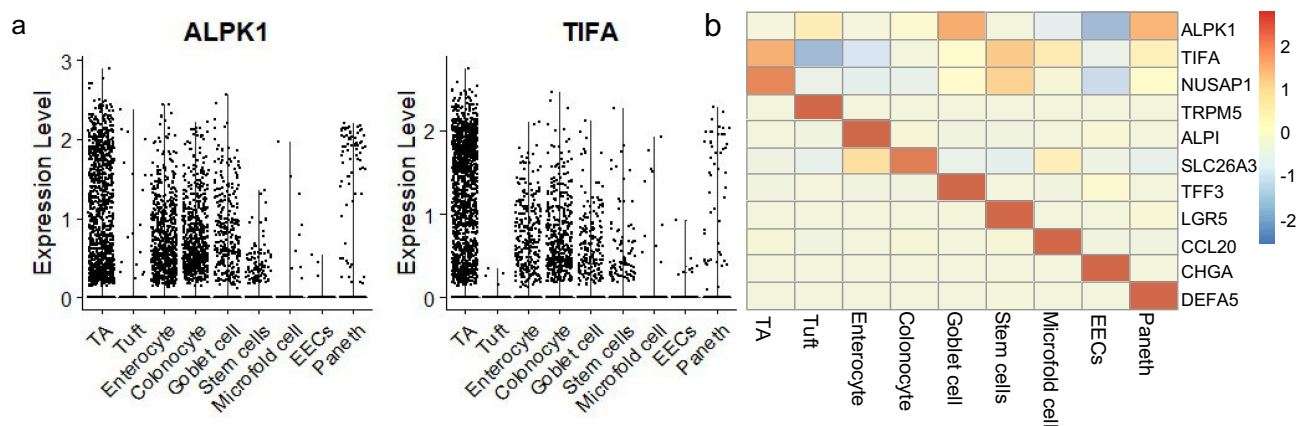 a
ALPK1
Expression Level
3
2
1
0
TA
Tuft
Enterocyte
Colonocyte
Goblet cell
Stem cells
Microfold cell
EECs
Paneth
TIFA
Expression Level
2
1
0
TA
Tuft
Enterocyte
Colonocyte
Goblet cell
Stem cells
Microfold cell
EECs
Paneth
b
ALPK1
TIFA
NUSAP1
TRPM5
ALPI
SLC26A3
TFF3
LGR5
CCL20
CHGA
DEFA5
TA
Tuft
Enterocyte
Colonocyte
Goblet cell
Stem cells
Microfold cell
EECs
Paneth
2
1
0
-1
-2